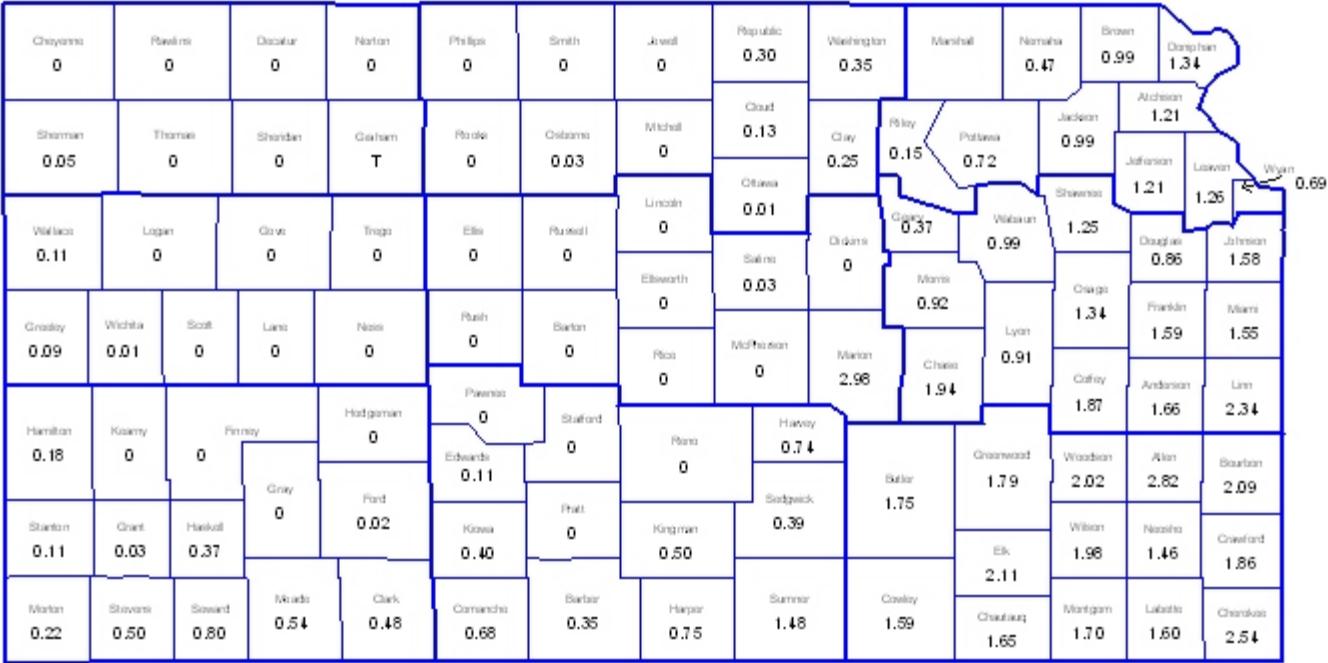 Cheyenne
0
Rawlins
0
Decatur
0
Norton
0
Phillips
0
Smith
0
Jewell
0
Republic
0.30
Washington
0.35
Marshall
Nemaha
0.47
Brown
0.99
Doniphan
1.34
Sherman
0.05
Thomas
0
Sheridan
0
Graham
T
Rooks
0
Osborne
0.03
Mitchell
0
Cloud
0.13
Clay
0.25
Riley
0.15
Pottawa
0.72
Jackson
0.99
Atchison
1.21
Jefferson
1.21
Leaven
1.26
Wyan
0.69
Wallace
0.11
Logan
0
Gove
0
Trego
0
Ellis
0
Russell
0
Lincoln
0
Ottawa
0.01
Dickins
0
Geary
0.37
Wabaun
0.99
Shawnee
1.25
Douglas
0.86
Johnson
1.58
Ellsworth
0
Saline
0.03
Morris
0.92
Osage
1.34
Franklin
1.59
Miami
1.55
Greeley
0.09
Wichita
0.01
Scott
0
Lane
0
Ness
0
Rush
0
Barton
0
Rice
0
McPherson
0
Marion
2.98
Chase
1.94
Lyon
0.91
Coffey
1.87
Anderson
1.66
Linn
2.34
Hamilton
0.18
Kearny
0
Finney
0
Hodgeman
0
Pawnee
0
Stafford
0
Edwards
0.11
Reno
0
Harvey
0.74
Butler
1.75
Greenwood
1.79
Woodson
2.02
Allen
2.82
Bourbon
2.09
Gray
0
Ford
0.02
Stanton
0.11
Grant
0.03
Haskell
0.37
Kiowa
0.40
Pratt
0
Kingman
0.50
Sedgwick
0.39
Elk
2.11
Wilson
1.98
Neosho
1.46
Crawford
1.86
Morton
0.22
Stevens
0.50
Seward
0.80
Meade
0.54
Clark
0.48
Comanche
0.68
Barber
0.35
Harper
0.75
Sumner
1.48
Cowley
1.59
Chautauq
1.65
Montgom
1.70
Labette
1.60
Cherokee
2.54